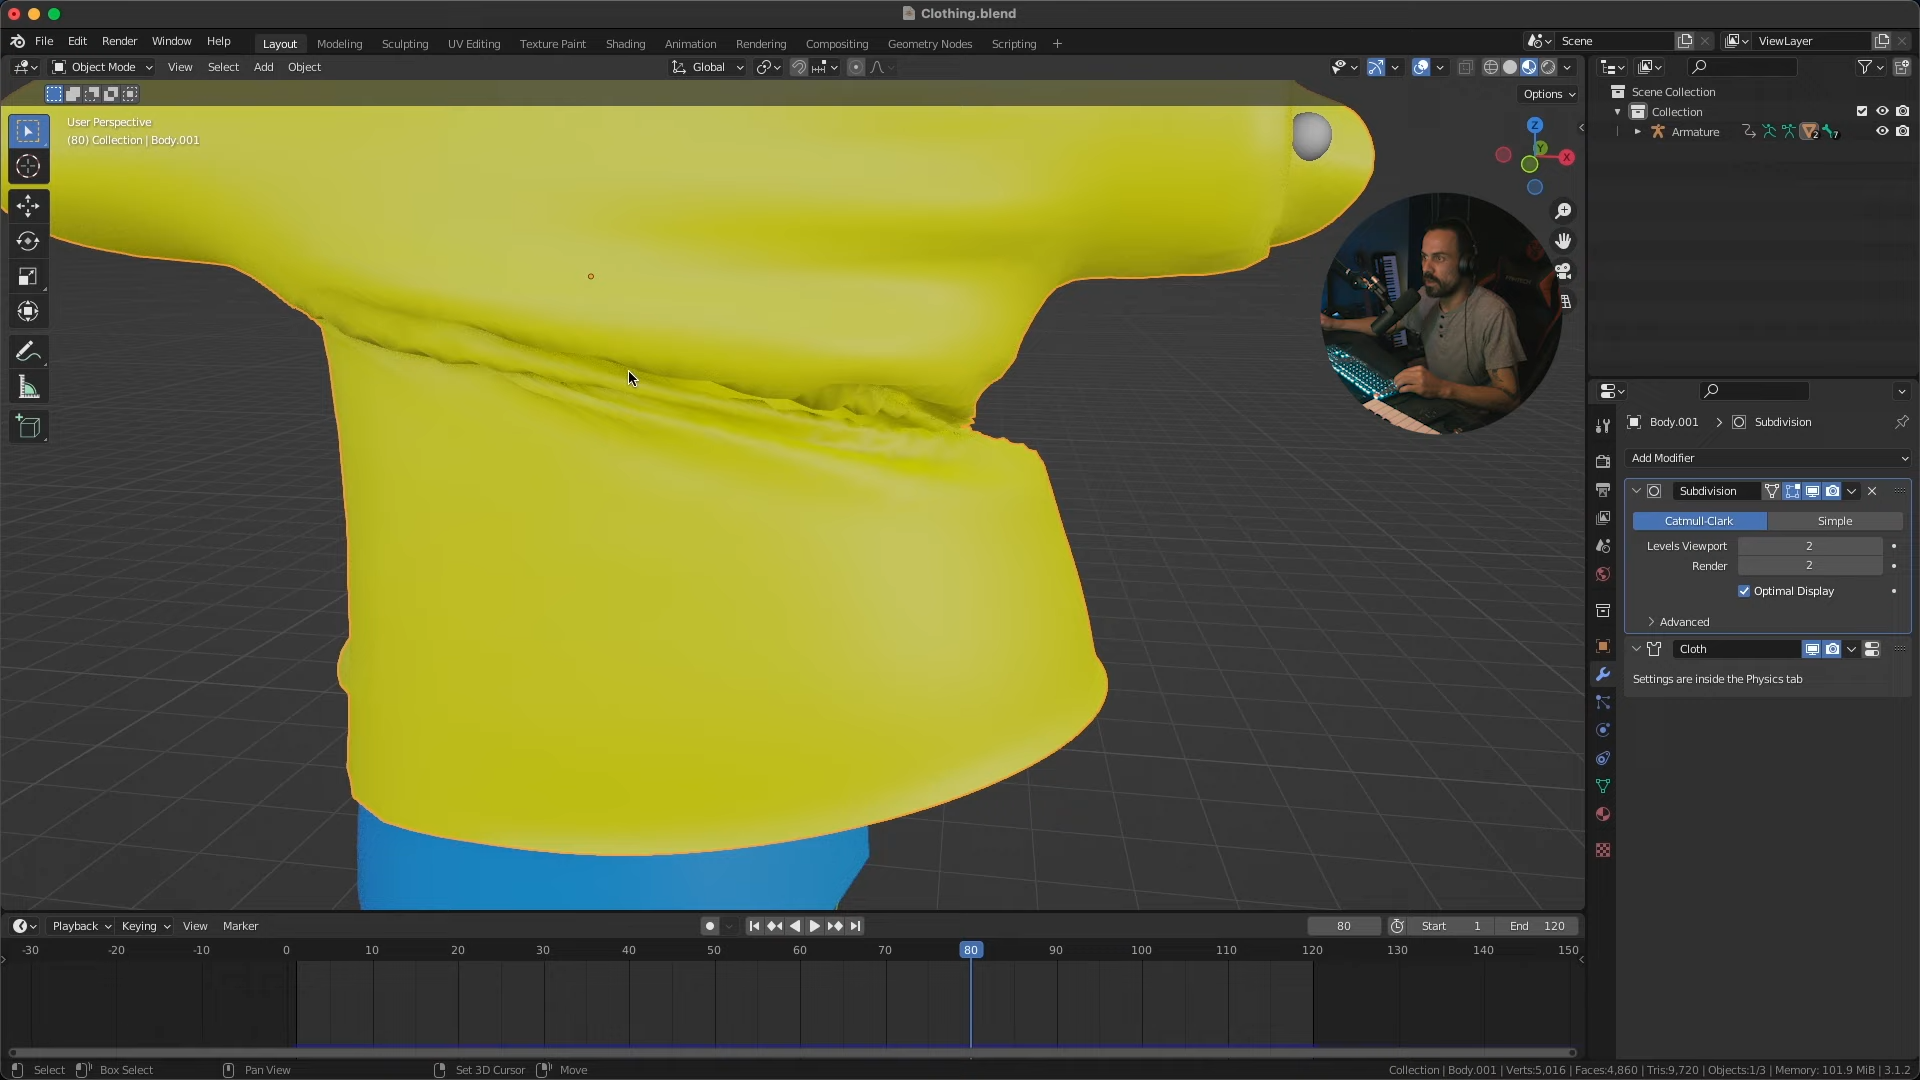 Clothing.blend
File Edit Render Window Help Layout Modeling Sculpting UV Editing Texture Paint Shading Animation Rendering Compositing Geometry Nodes Scripting + Scene ViewLayer
Object Mode View Select Add Object Global
Options
User Perspective
(80) Collection | Body.001
Z
Y
X
Scene Collection
Collection
Armature 2 7
Body.001 > Subdivision
Add Modifier
Subdivision
Catmull-Clark Simple
Levels Viewport 2
Render 2
Optimal Display
Advanced
Cloth
Settings are inside the Physics tab
Playback Keying View Marker 80 Start 1 End 120
-30 -20 -10 0 10 20 30 40 50 60 70 80 90 100 110 120 130 140 150
Select Box Select Pan View Set 3D Cursor Move Collection | Body.001 | Verts:5,016 | Faces:4,860 | Tris:9,720 | Objects:1/3 | Memory: 101.9 MiB | 3.1.2